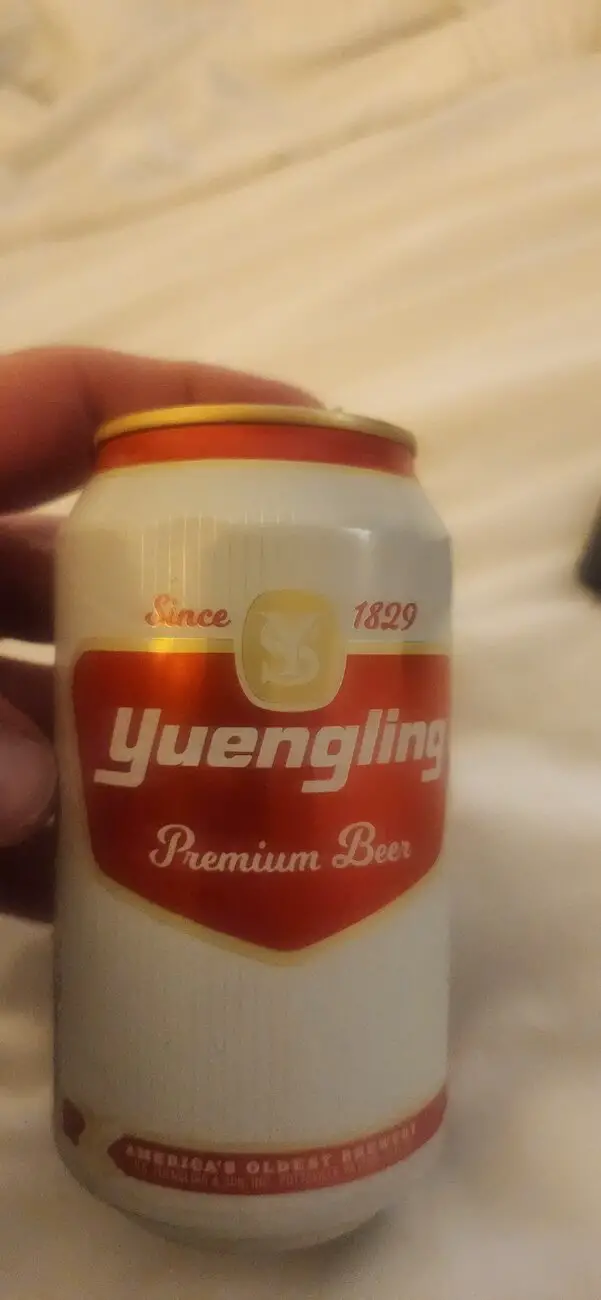 Since 1829
Yuengling
Premium Beer
AMERICA'S OLDEST BREWERY